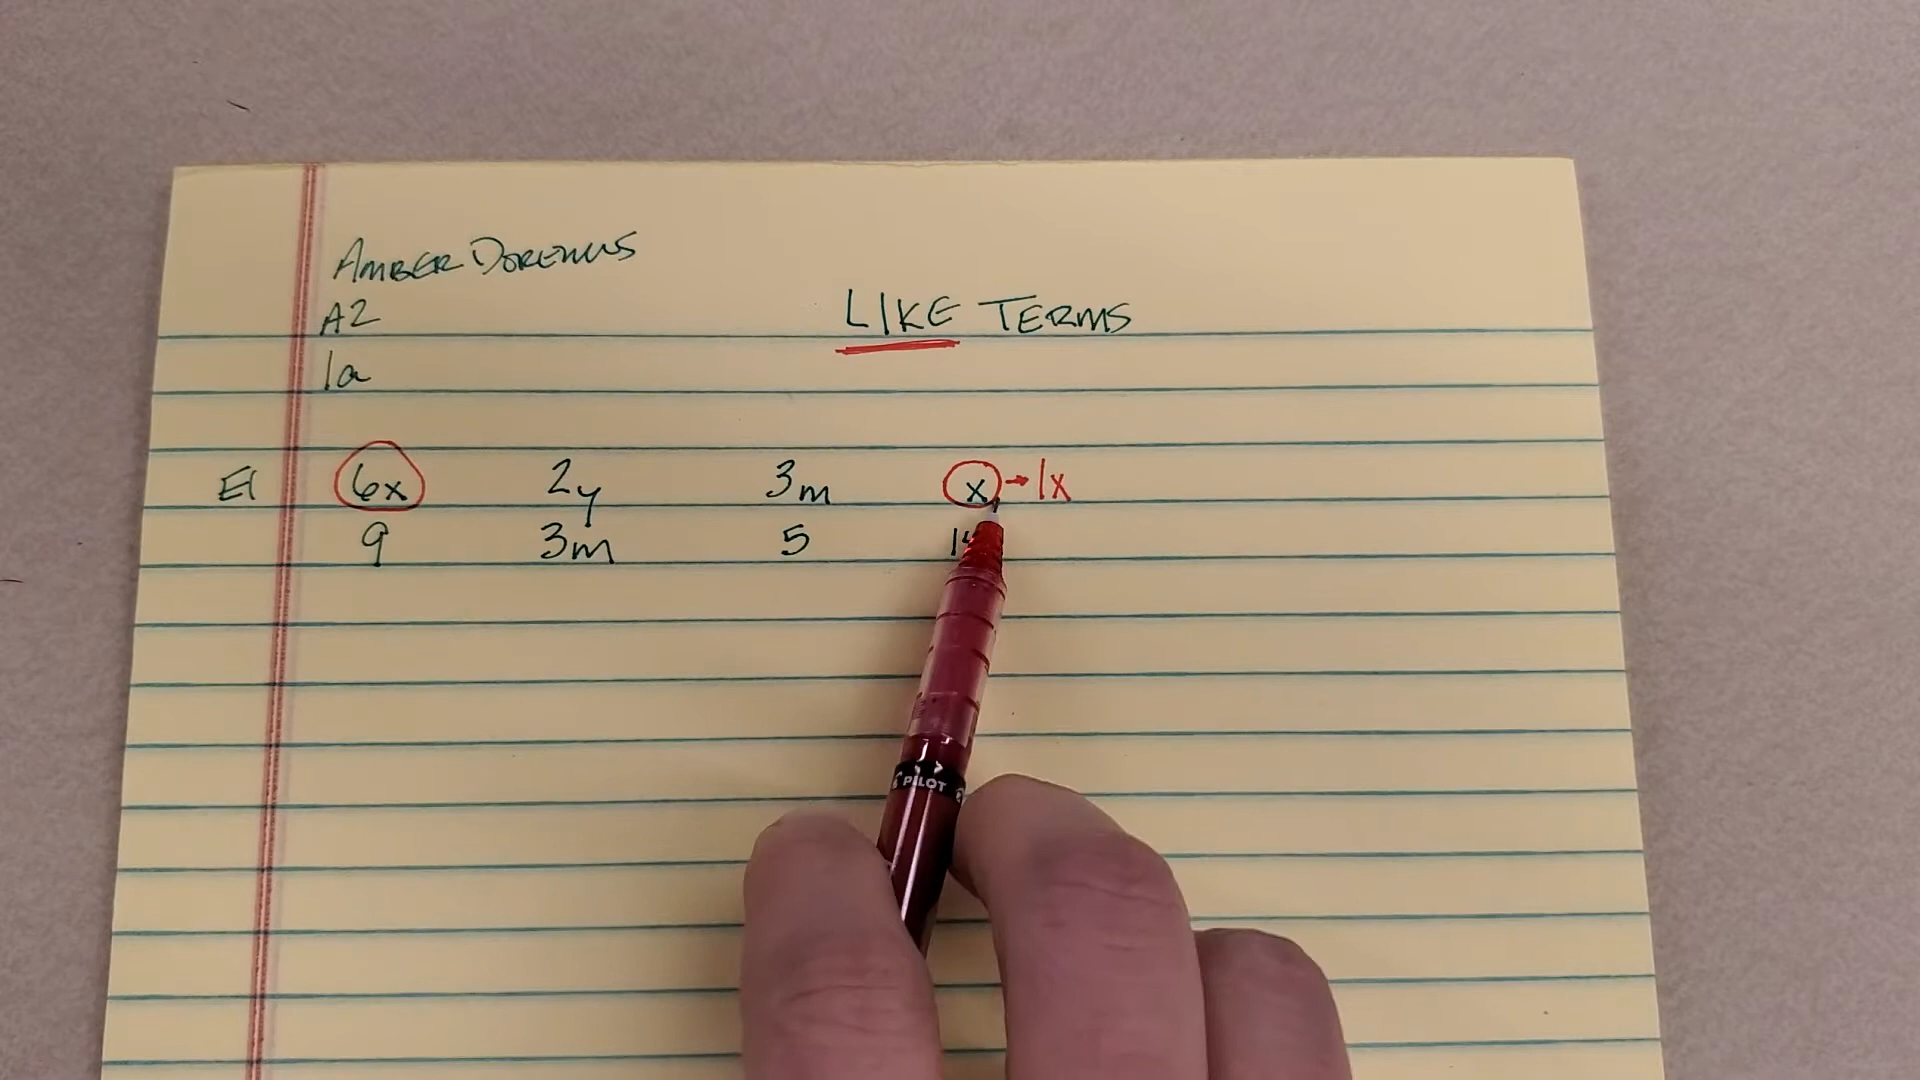 AMBER DOREMUS
A2
LIKE TERMS
1a
E1 6x 2y 3m x → 1x
9 3m 5
PILOT